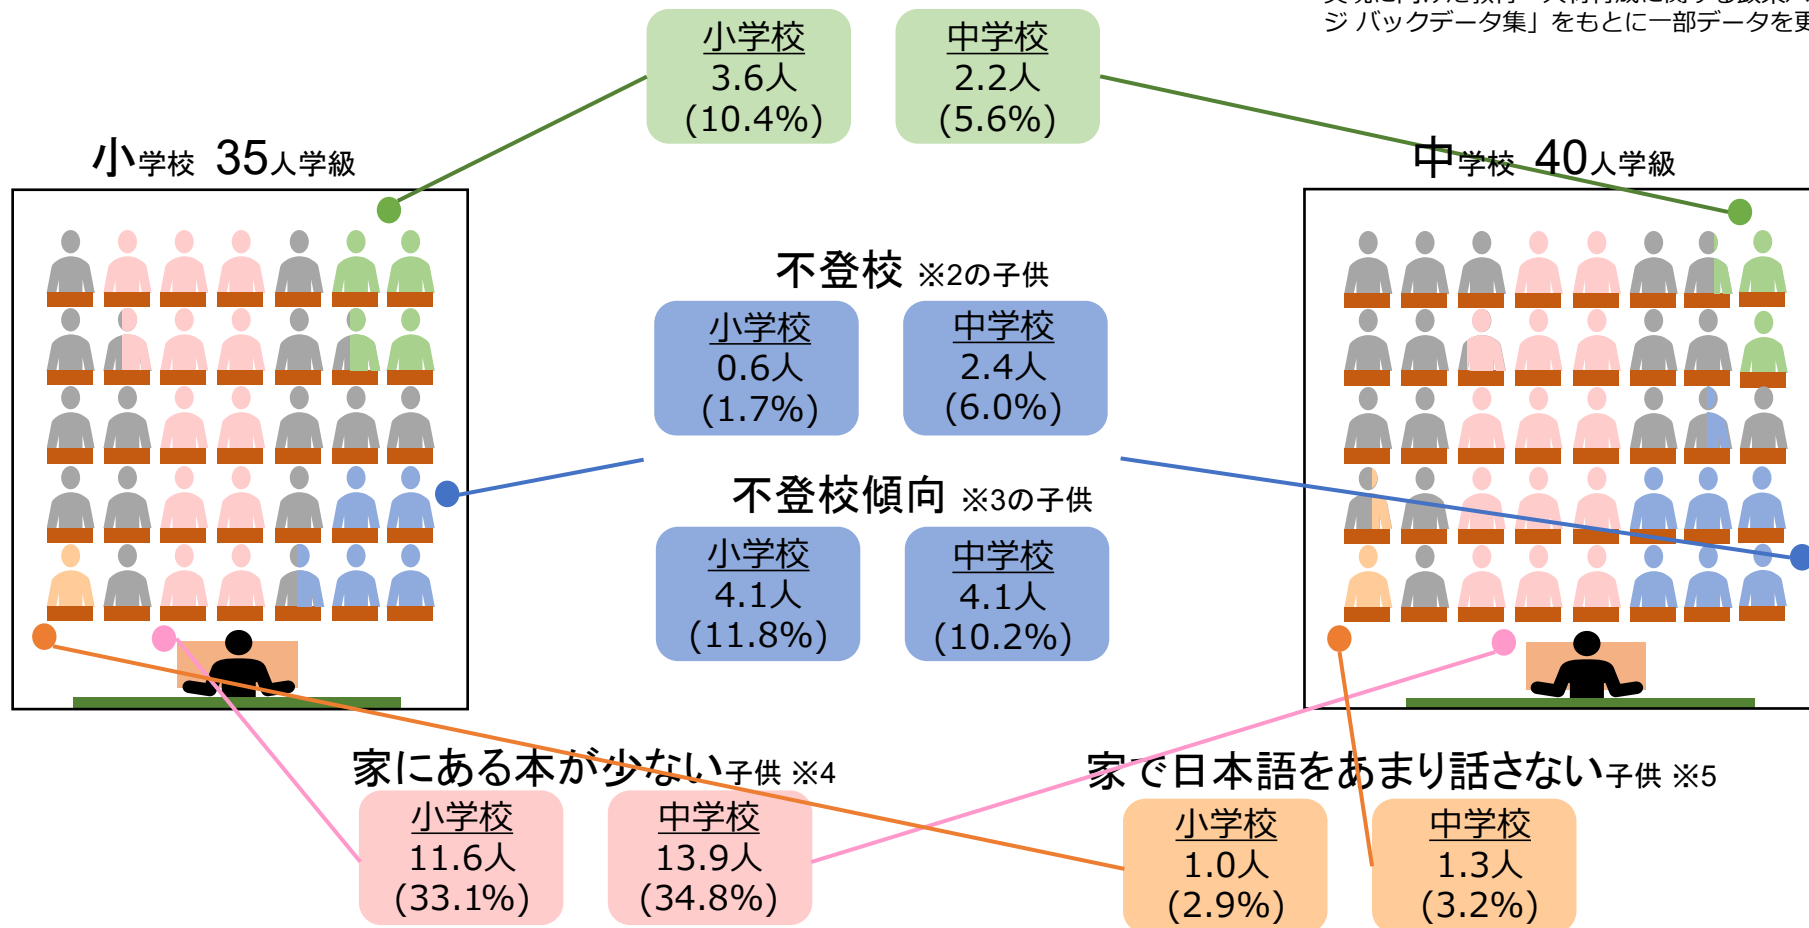 ジ バックデータ集」をもとに一部データを更
小学校
3.6人
(10.4%)
中学校
2.2人
(5.6%)
小学校 35人学級
中学校 40人学級
不登校 ※2の子供
小学校
0.6人
(1.7%)
中学校
2.4人
(6.0%)
不登校傾向 ※3の子供
小学校
4.1人
(11.8%)
中学校
4.1人
(10.2%)
家にある本が少ない子供 ※4
小学校
11.6人
(33.1%)
中学校
13.9人
(34.8%)
家で日本語をあまり話さない子供 ※5
小学校
1.0人
(2.9%)
中学校
1.3人
(3.2%)